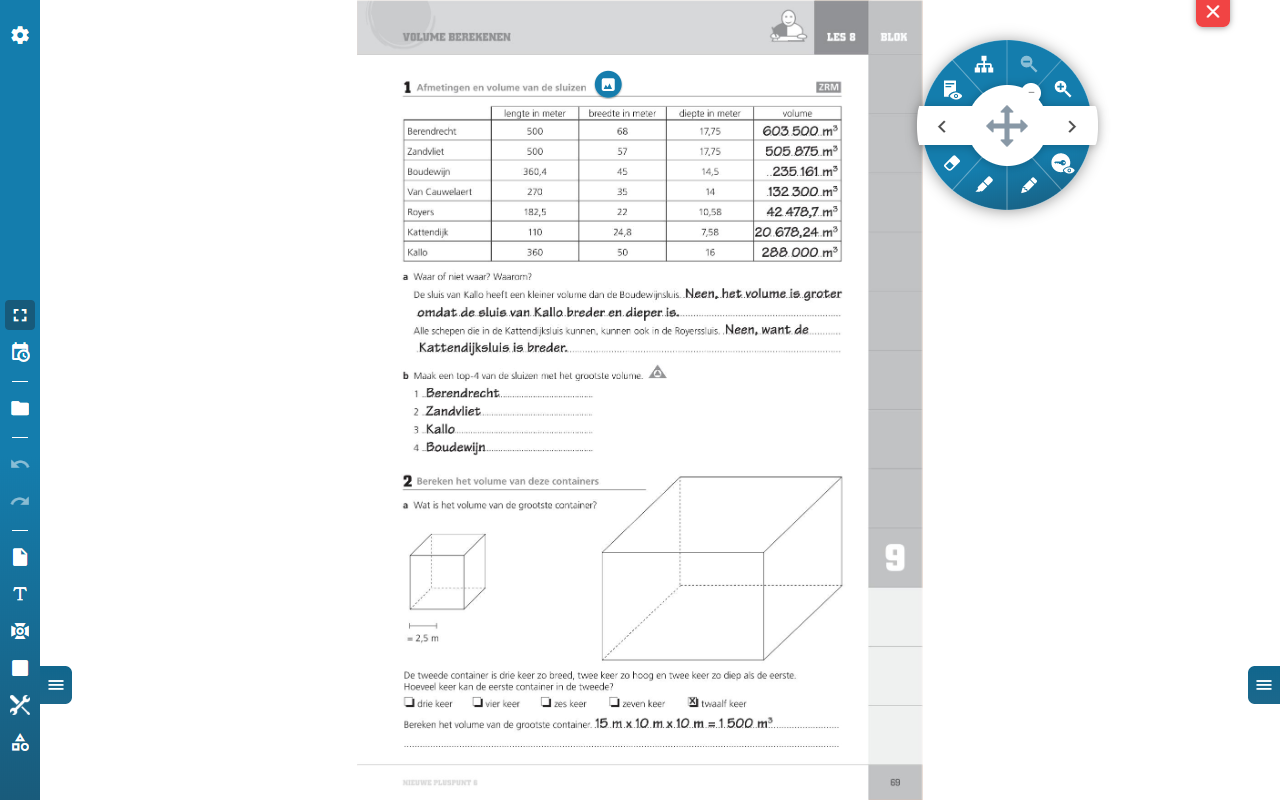 VOLUME BEREKENEN
LES 8
BLOK
1 Afmetingen en volume van de sluizen
ZRM
lengte in meter breedte in meter diepte in meter volume
Berendrecht 500 68 17,75 603 500 m³
Zandvliet 500 57 17,75 505 875 m³
Boudewijn 360,4 45 14,5 235 161 m³
Van Cauwelaert 270 35 14 132 300 m³
Royers 182,5 22 10,58 42 478,7 m³
Kattendijk 110 24,8 7,58 20 678,24 m³
Kallo 360 50 16 288 000 m³
a Waar of niet waar? Waarom?
De sluis van Kallo heeft een kleiner volume dan de Boudewijnsluis. Neen, het volume is groter
omdat de sluis van Kallo breder en dieper is.
Alle schepen die in de Kattendijksluis kunnen, kunnen ook in de Royerssluis. Neen, want de
Kattendijksluis is breder.
b Maak een top-4 van de sluizen met het grootste volume.
1 Berendrecht
2 Zandvliet
3 Kallo
4 Boudewijn
2 Bereken het volume van deze containers
a Wat is het volume van de grootste container?
= 2,5 m
9
De tweede container is drie keer zo breed, twee keer zo hoog en twee keer zo diep als de eerste.
Hoeveel keer kan de eerste container in de tweede?
drie keer vier keer zes keer zeven keer x twaalf keer
Bereken het volume van de grootste container. 15 m x 10 m x 10 m = 1 500 m³
NIEUWE PLUSPUNT 6
69